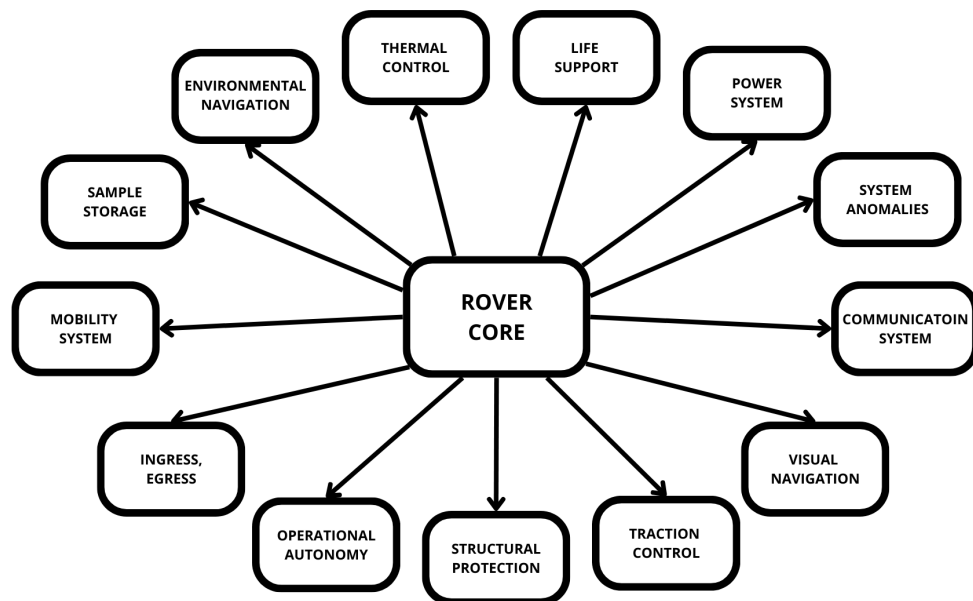 THERMAL
CONTROL
LIFE
SUPPORT
ENVIRONMENTAL
NAVIGATION
POWER
SYSTEM
SAMPLE
STORAGE
SYSTEM
ANOMALIES
ROVER
CORE
MOBILITY
SYSTEM
COMMUNICATOIN
SYSTEM
INGRESS,
EGRESS
VISUAL
NAVIGATION
OPERATIONAL
AUTONOMY
STRUCTURAL
PROTECTION
TRACTION
CONTROL